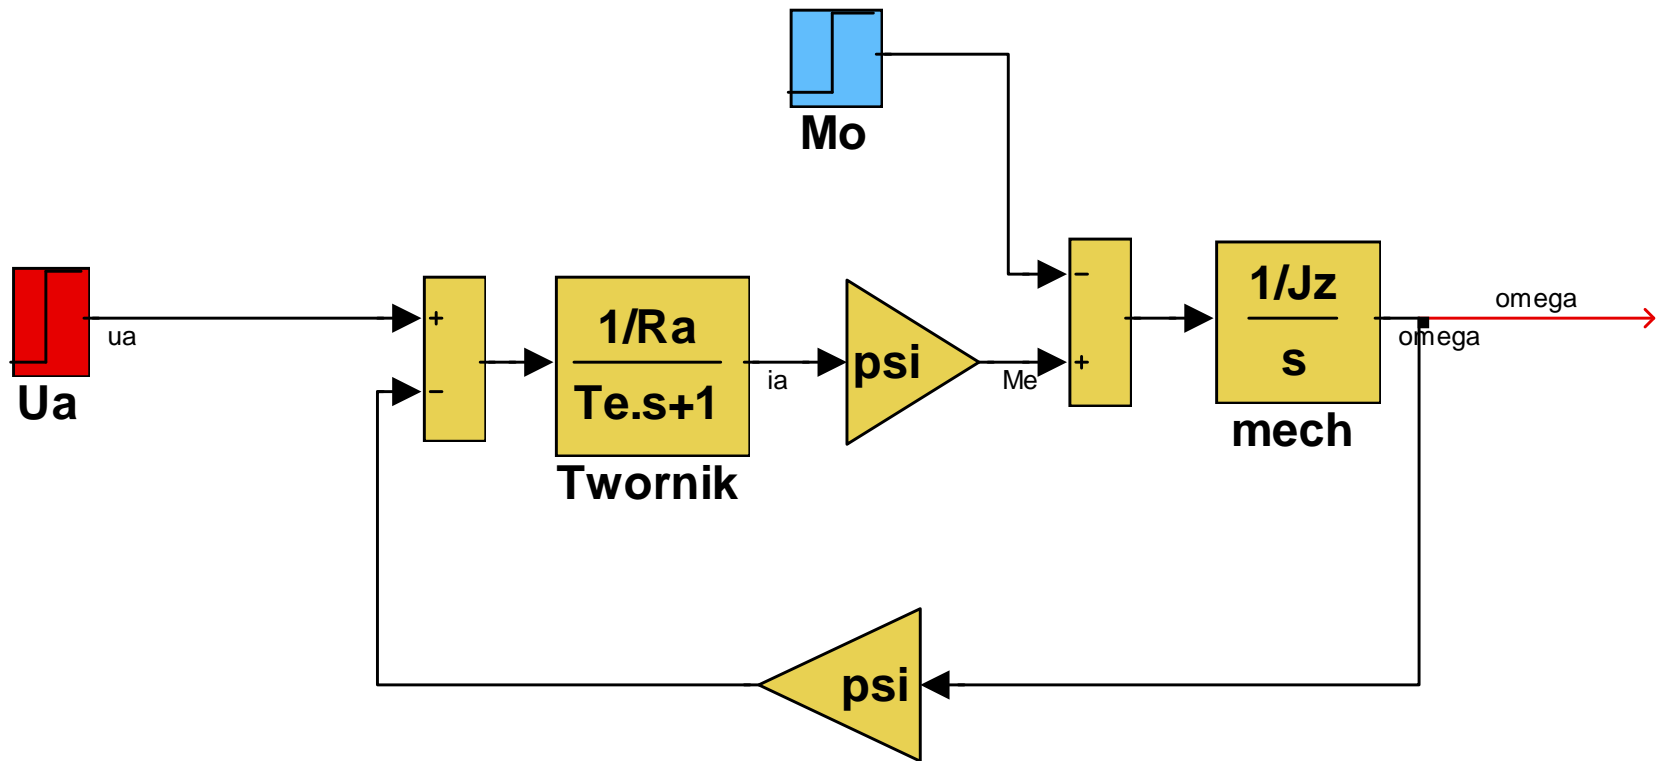 Mo
Ua
ua
+
−
1/Ra
Te.s+1
Twornik
ia
psi
Me
−
+
1/Jz
s
mech
omega
omega
psi